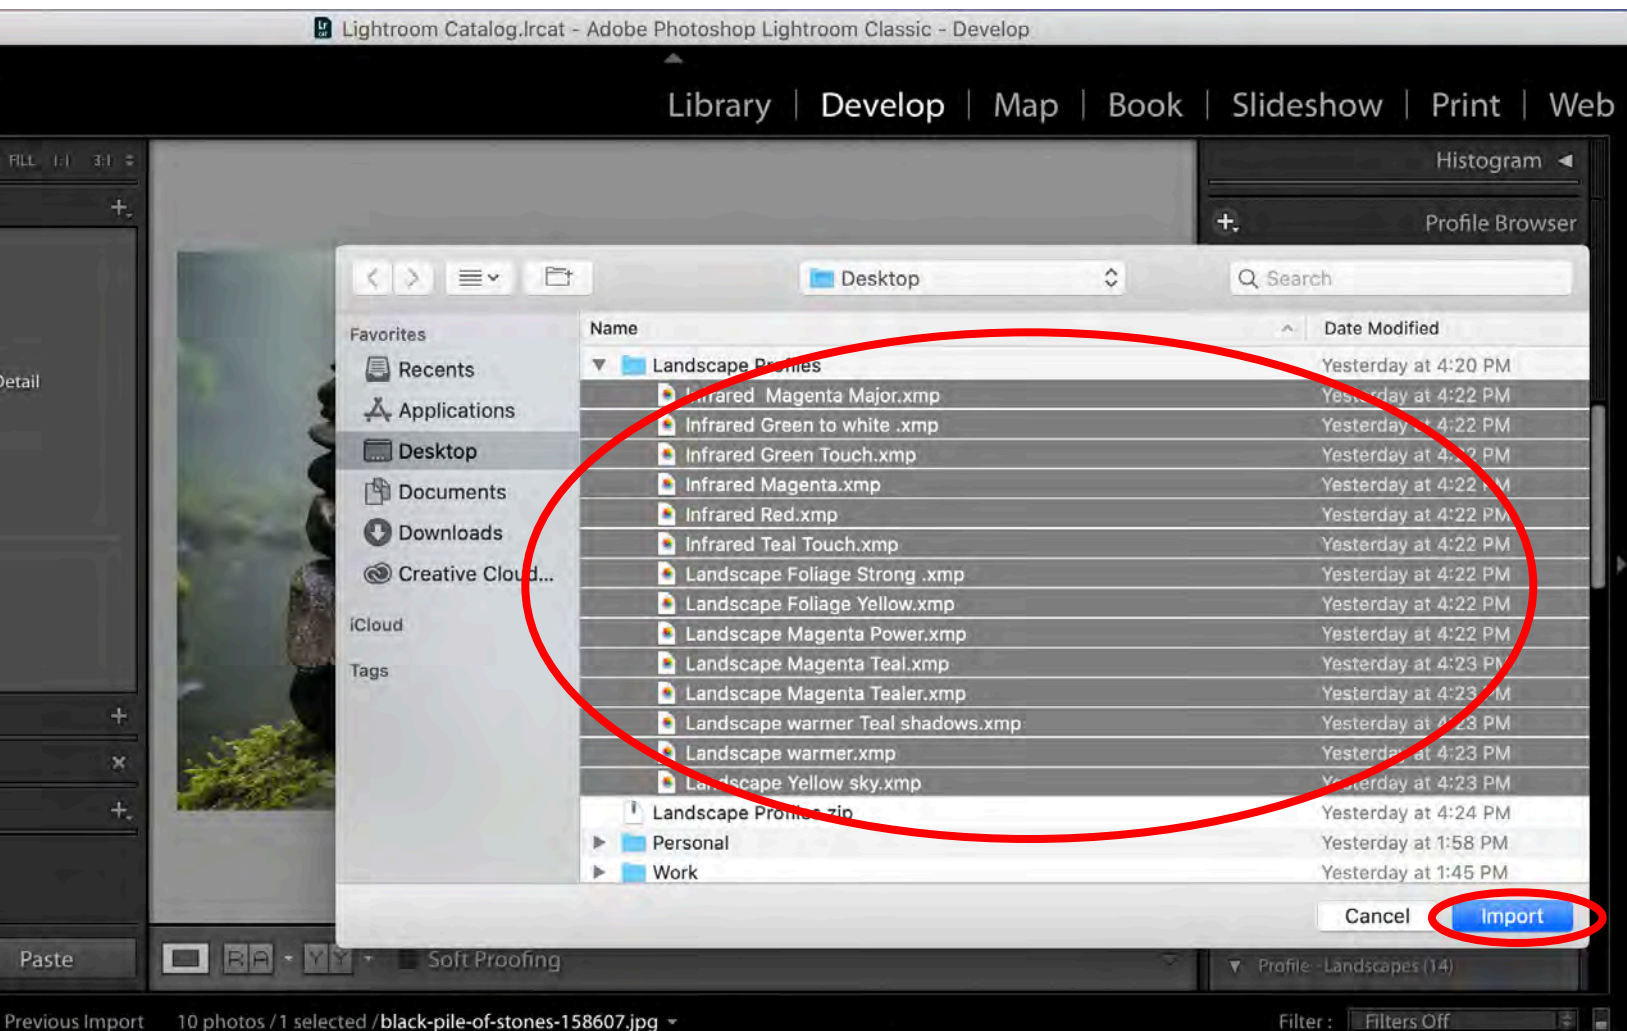 Lightroom Catalog.lrcat - Adobe Photoshop Lightroom Classic - Develop
Library | Develop | Map | Book | Slideshow | Print | Web
FILL 1:1 3:1
Histogram
Profile Browser
Desktop
Search
Favorites
Name
Date Modified
Recents
Landscape Profiles
Yesterday at 4:20 PM
Detail
Infrared  Magenta Major.xmp
Yesterday at 4:22 PM
Applications
Infrared Green to white .xmp
Yesterday at 4:22 PM
Desktop
Infrared Green Touch.xmp
Yesterday at 4:22 PM
Documents
Infrared Magenta.xmp
Yesterday at 4:22 PM
Infrared Red.xmp
Yesterday at 4:22 PM
Downloads
Infrared Teal Touch.xmp
Yesterday at 4:22 PM
Creative Cloud...
Landscape Foliage Strong .xmp
Yesterday at 4:22 PM
Landscape Foliage Yellow.xmp
Yesterday at 4:22 PM
iCloud
Landscape Magenta Power.xmp
Yesterday at 4:22 PM
Tags
Landscape Magenta Teal.xmp
Yesterday at 4:23 PM
Landscape Magenta Tealer.xmp
Yesterday at 4:23 PM
Landscape warmer Teal shadows.xmp
Yesterday at 4:23 PM
Landscape warmer.xmp
Yesterday at 4:23 PM
Landscape Yellow sky.xmp
Yesterday at 4:23 PM
Landscape Profiles.zip
Yesterday at 4:24 PM
Personal
Yesterday at 1:58 PM
Work
Yesterday at 1:45 PM
Cancel
Import
Paste
R A
Y Y
Soft Proofing
Profile - Landscapes (14)
Previous Import
10 photos / 1 selected / black-pile-of-stones-158607.jpg
Filter :
Filters Off